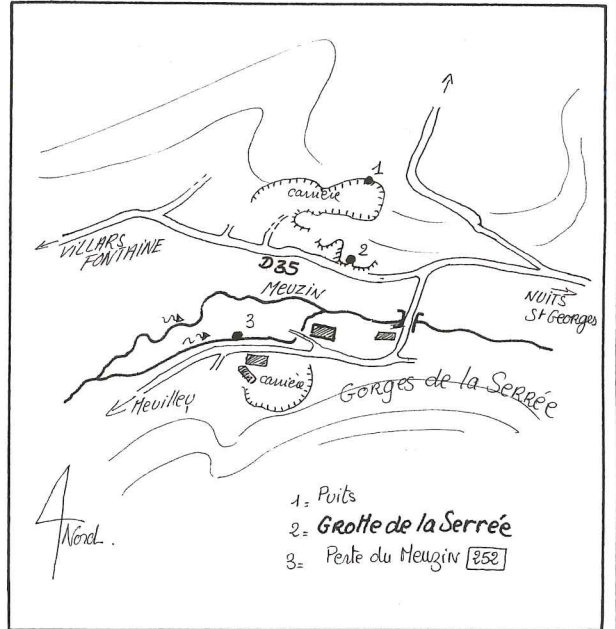 1
carrière
2
VILLARS
FONTAINE
D35
MEUZIN
NUITS
St GEORGES
3
carrière
Meuilley
GORGES de la SERRÉE
Nord.
1= Puits
2= GROTTE de la SERRÉE
3= Perte du Meuzin 252